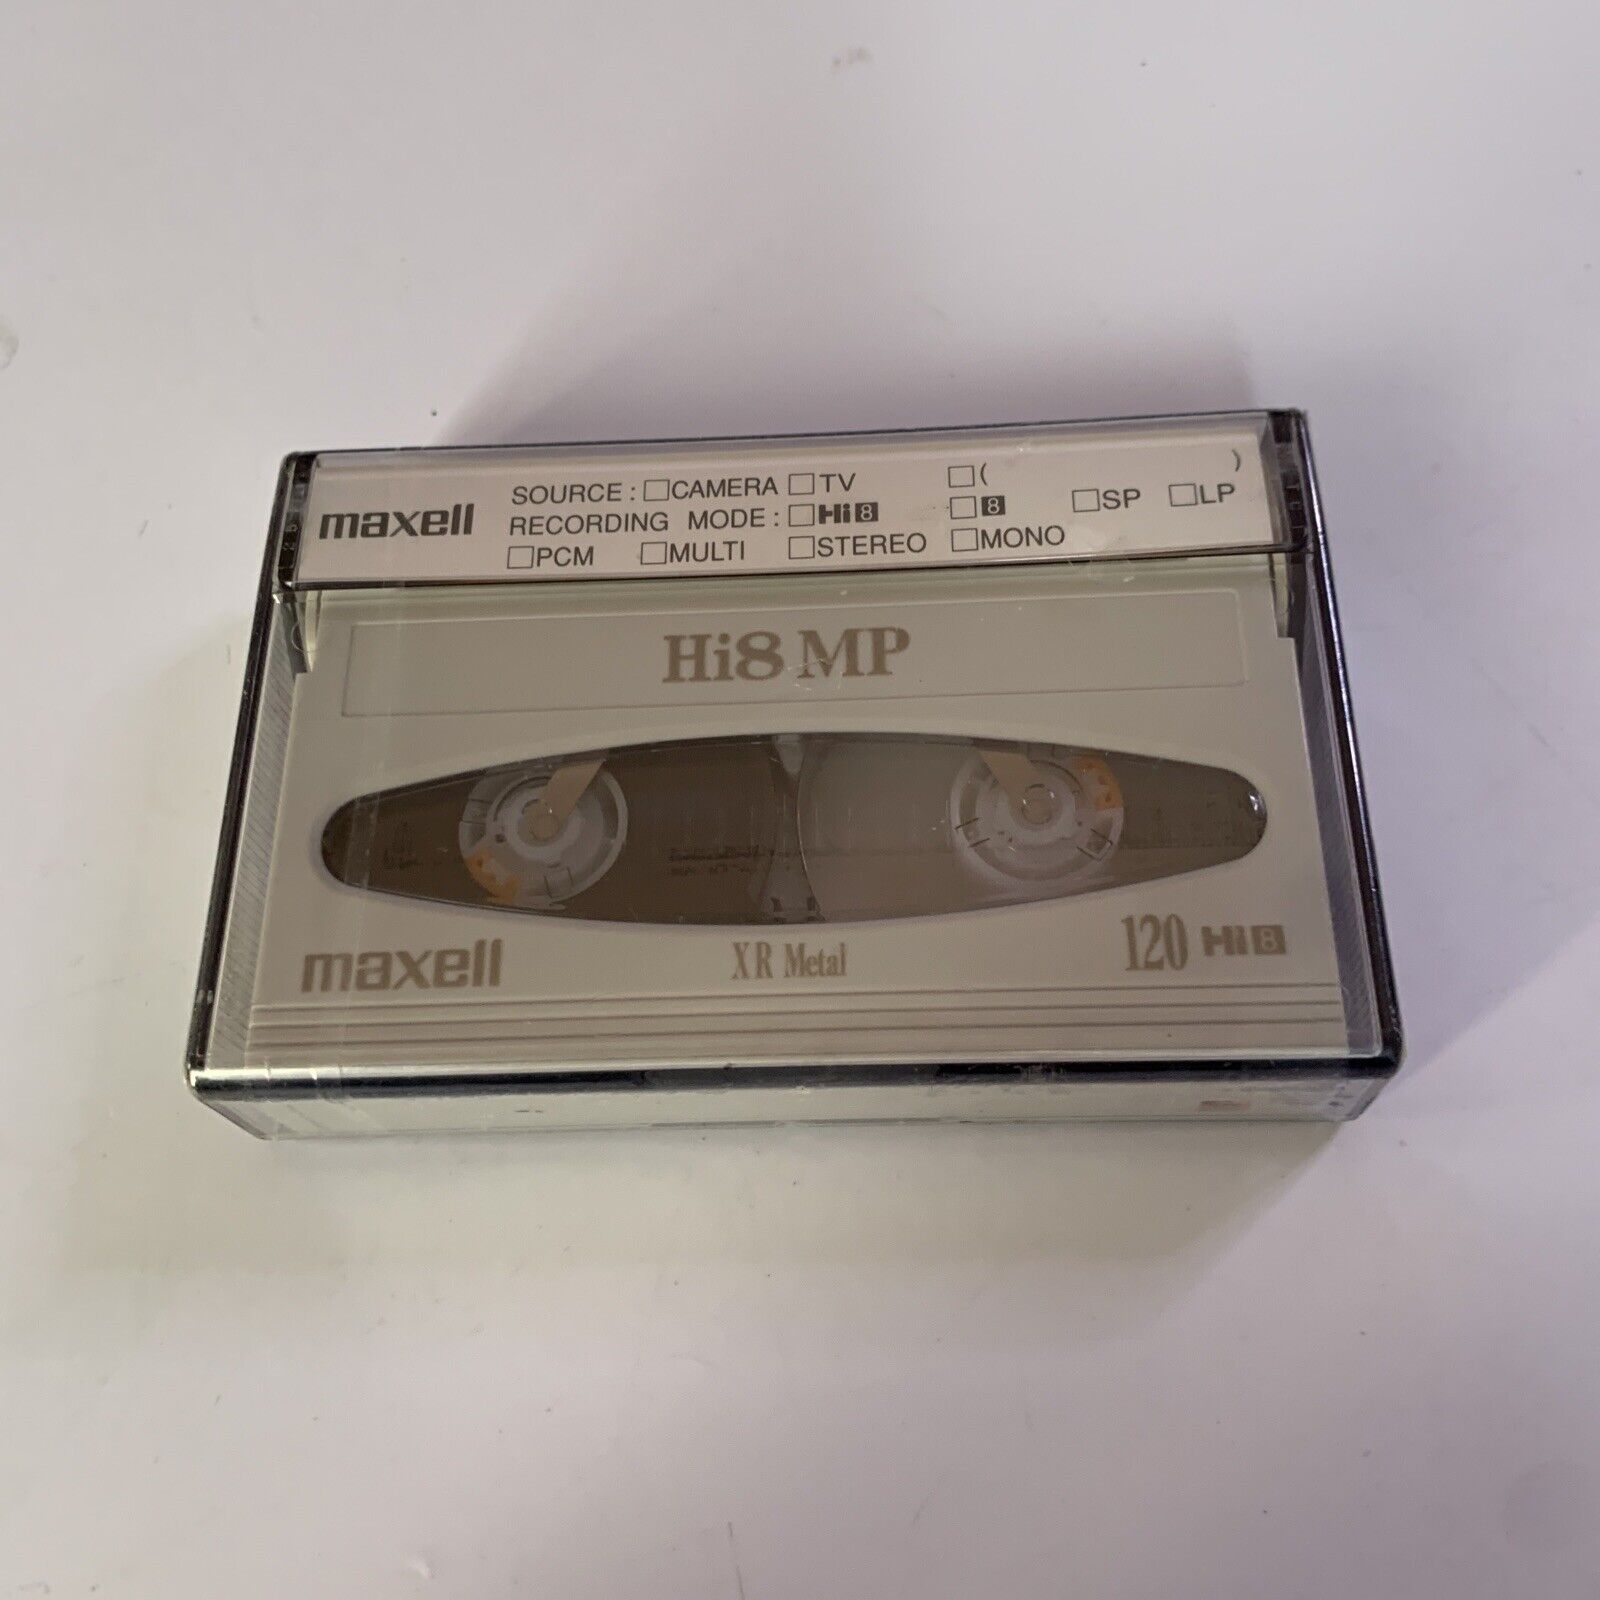 maxell
SOURCE : □CAMERA □TV □( )
RECORDING MODE : □Hi8 □8 □SP □LP
□PCM □MULTI □STEREO □MONO
Hi8 MP
maxell
XR Metal
120 Hi8